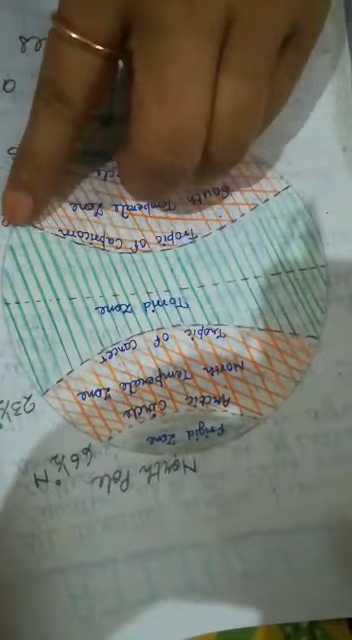 North Pole
66½° N
Frigid Zone
Arctic Circle
North Temperate Zone
23½°
Tropic of Cancer
Torrid Zone
Tropic of Capricorn
South Temperate Zone